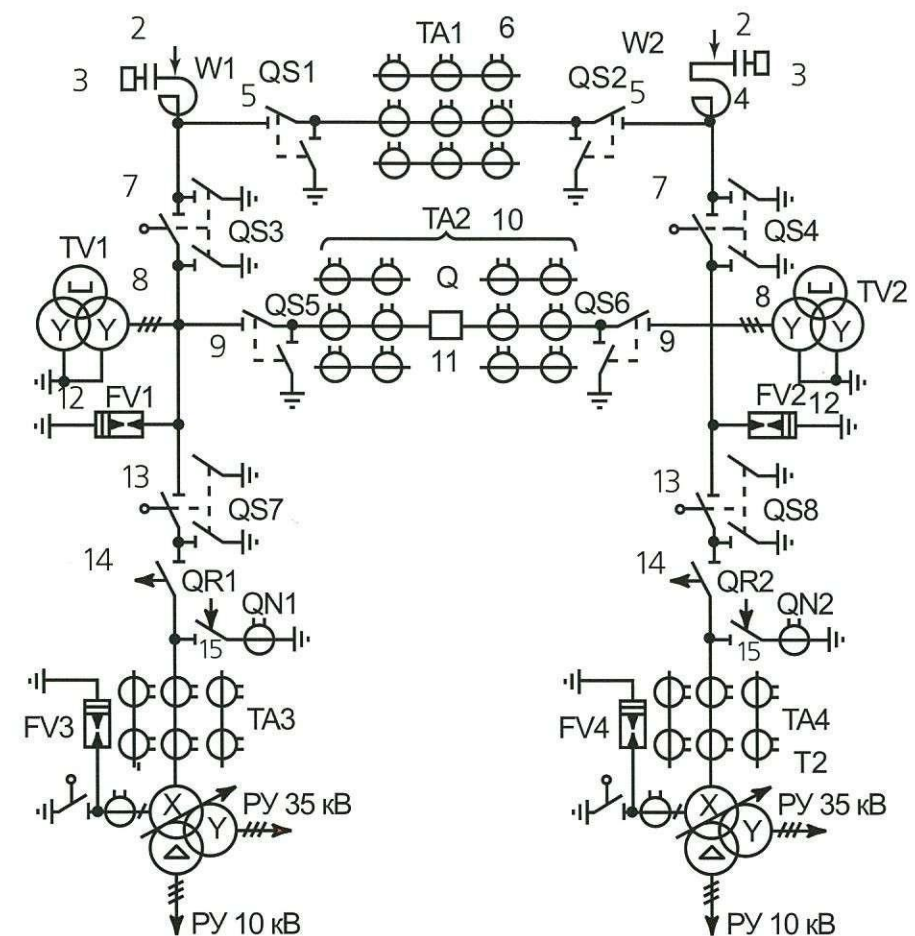 2 TA1 6 2
3 W1 QS1 W2 QS2 3
5 5 4
7 7
TA2 10
QS3 QS4
TV1 8 Q 8 TV2
QS5 QS6
Y Y Y Y
9 11 9
12 FV1 FV2 12
13 13
QS7 QS8
14 QR1 14 QR2
QN1 QN2
15 15
FV3 TA3 FV4 TA4
T2
X РУ 35 кВ X РУ 35 кВ
Y Y
РУ 10 кВ РУ 10 кВ